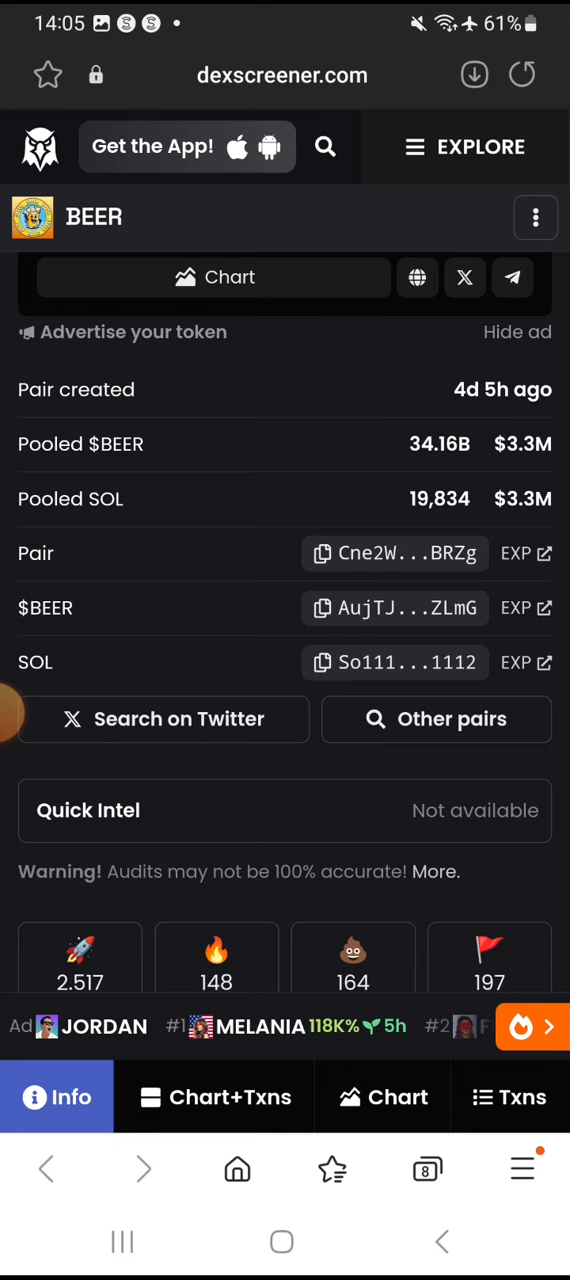 14:05 61%
dexscreener.com
Get the App! EXPLORE
BEER
Chart
Advertise your token Hide ad
Pair created 4d 5h ago
Pooled $BEER 34.16B $3.3M
Pooled SOL 19,834 $3.3M
Pair Cne2W...BRZg EXP
$BEER AujTJ...ZLmG EXP
SOL So111...1112 EXP
Search on Twitter Other pairs
Quick Intel Not available
Warning! Audits may not be 100% accurate! More.
2.517 148 164 197
Ad JORDAN #1 MELANIA 118K% 5h #2 F
Info Chart+Txns Chart Txns
8